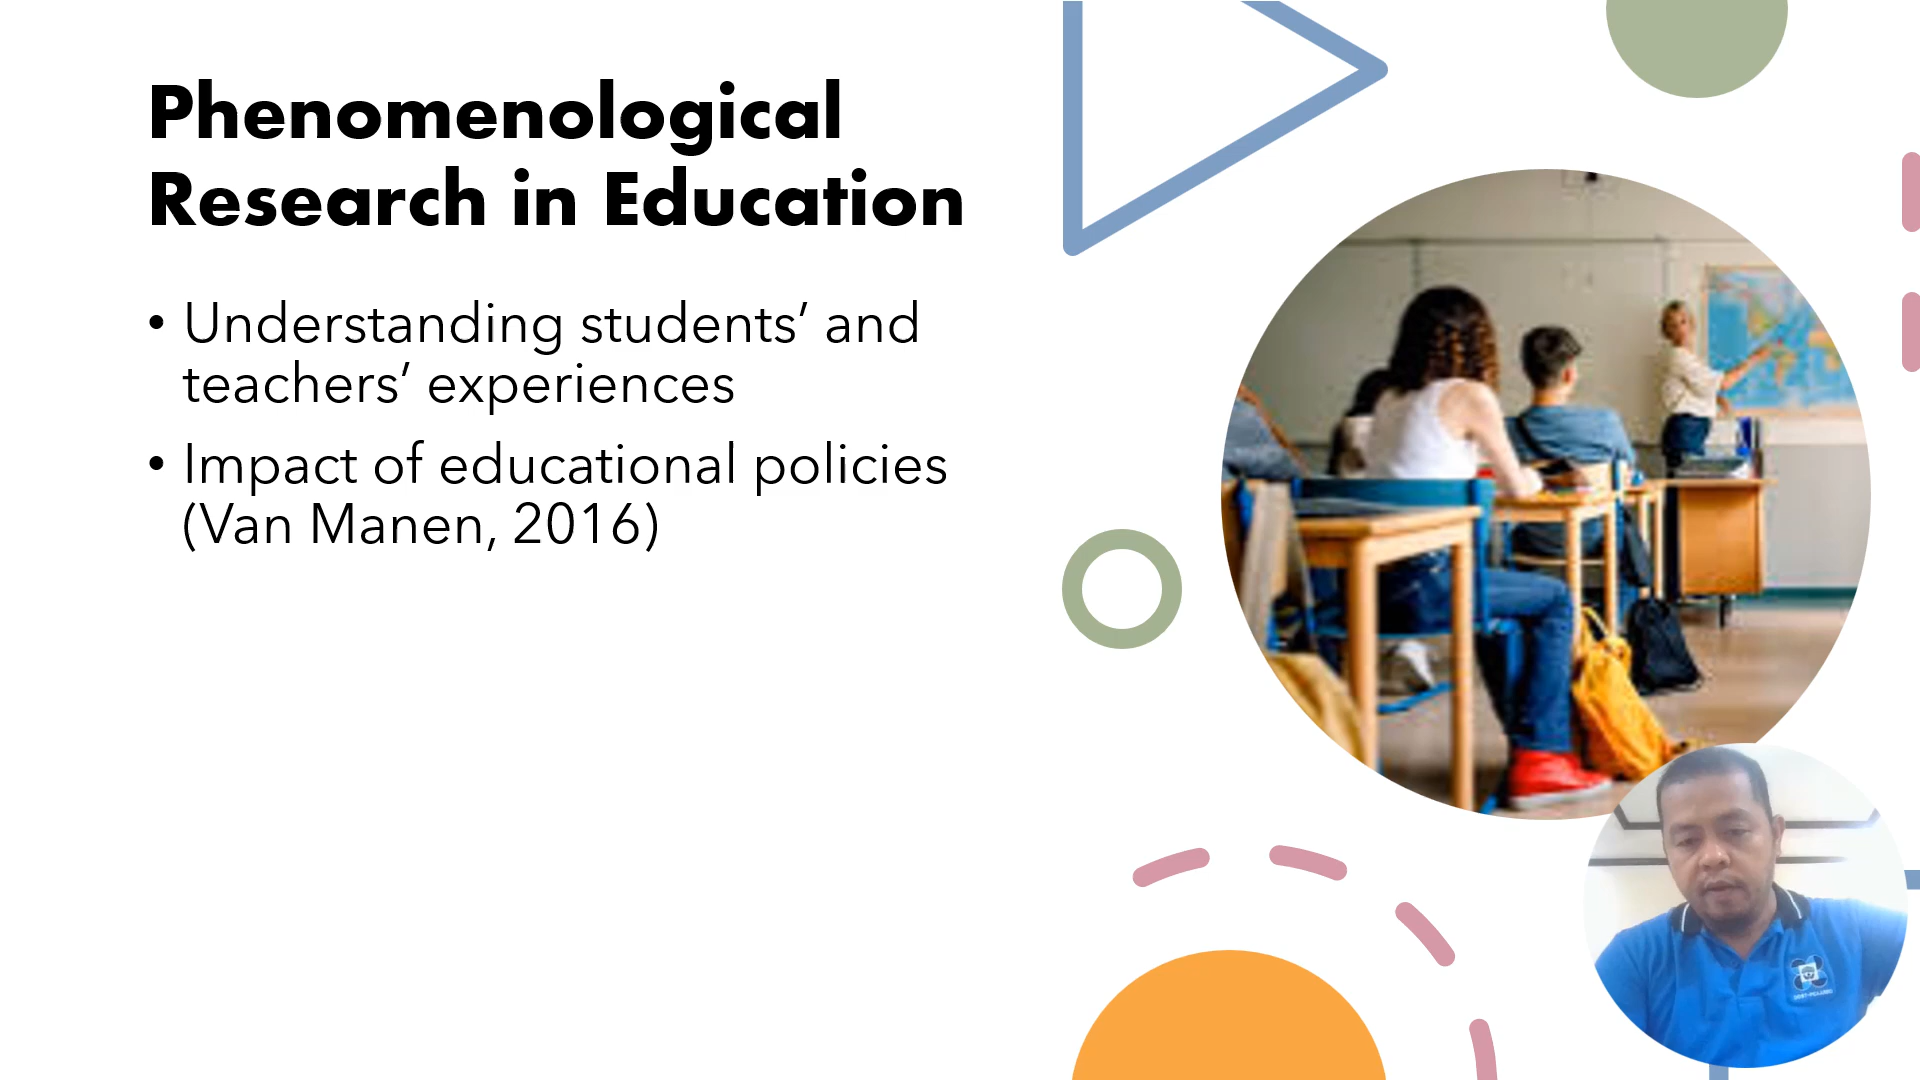 Phenomenological
Research in Education
• Understanding students’ and
teachers’ experiences
• Impact of educational policies
(Van Manen, 2016)